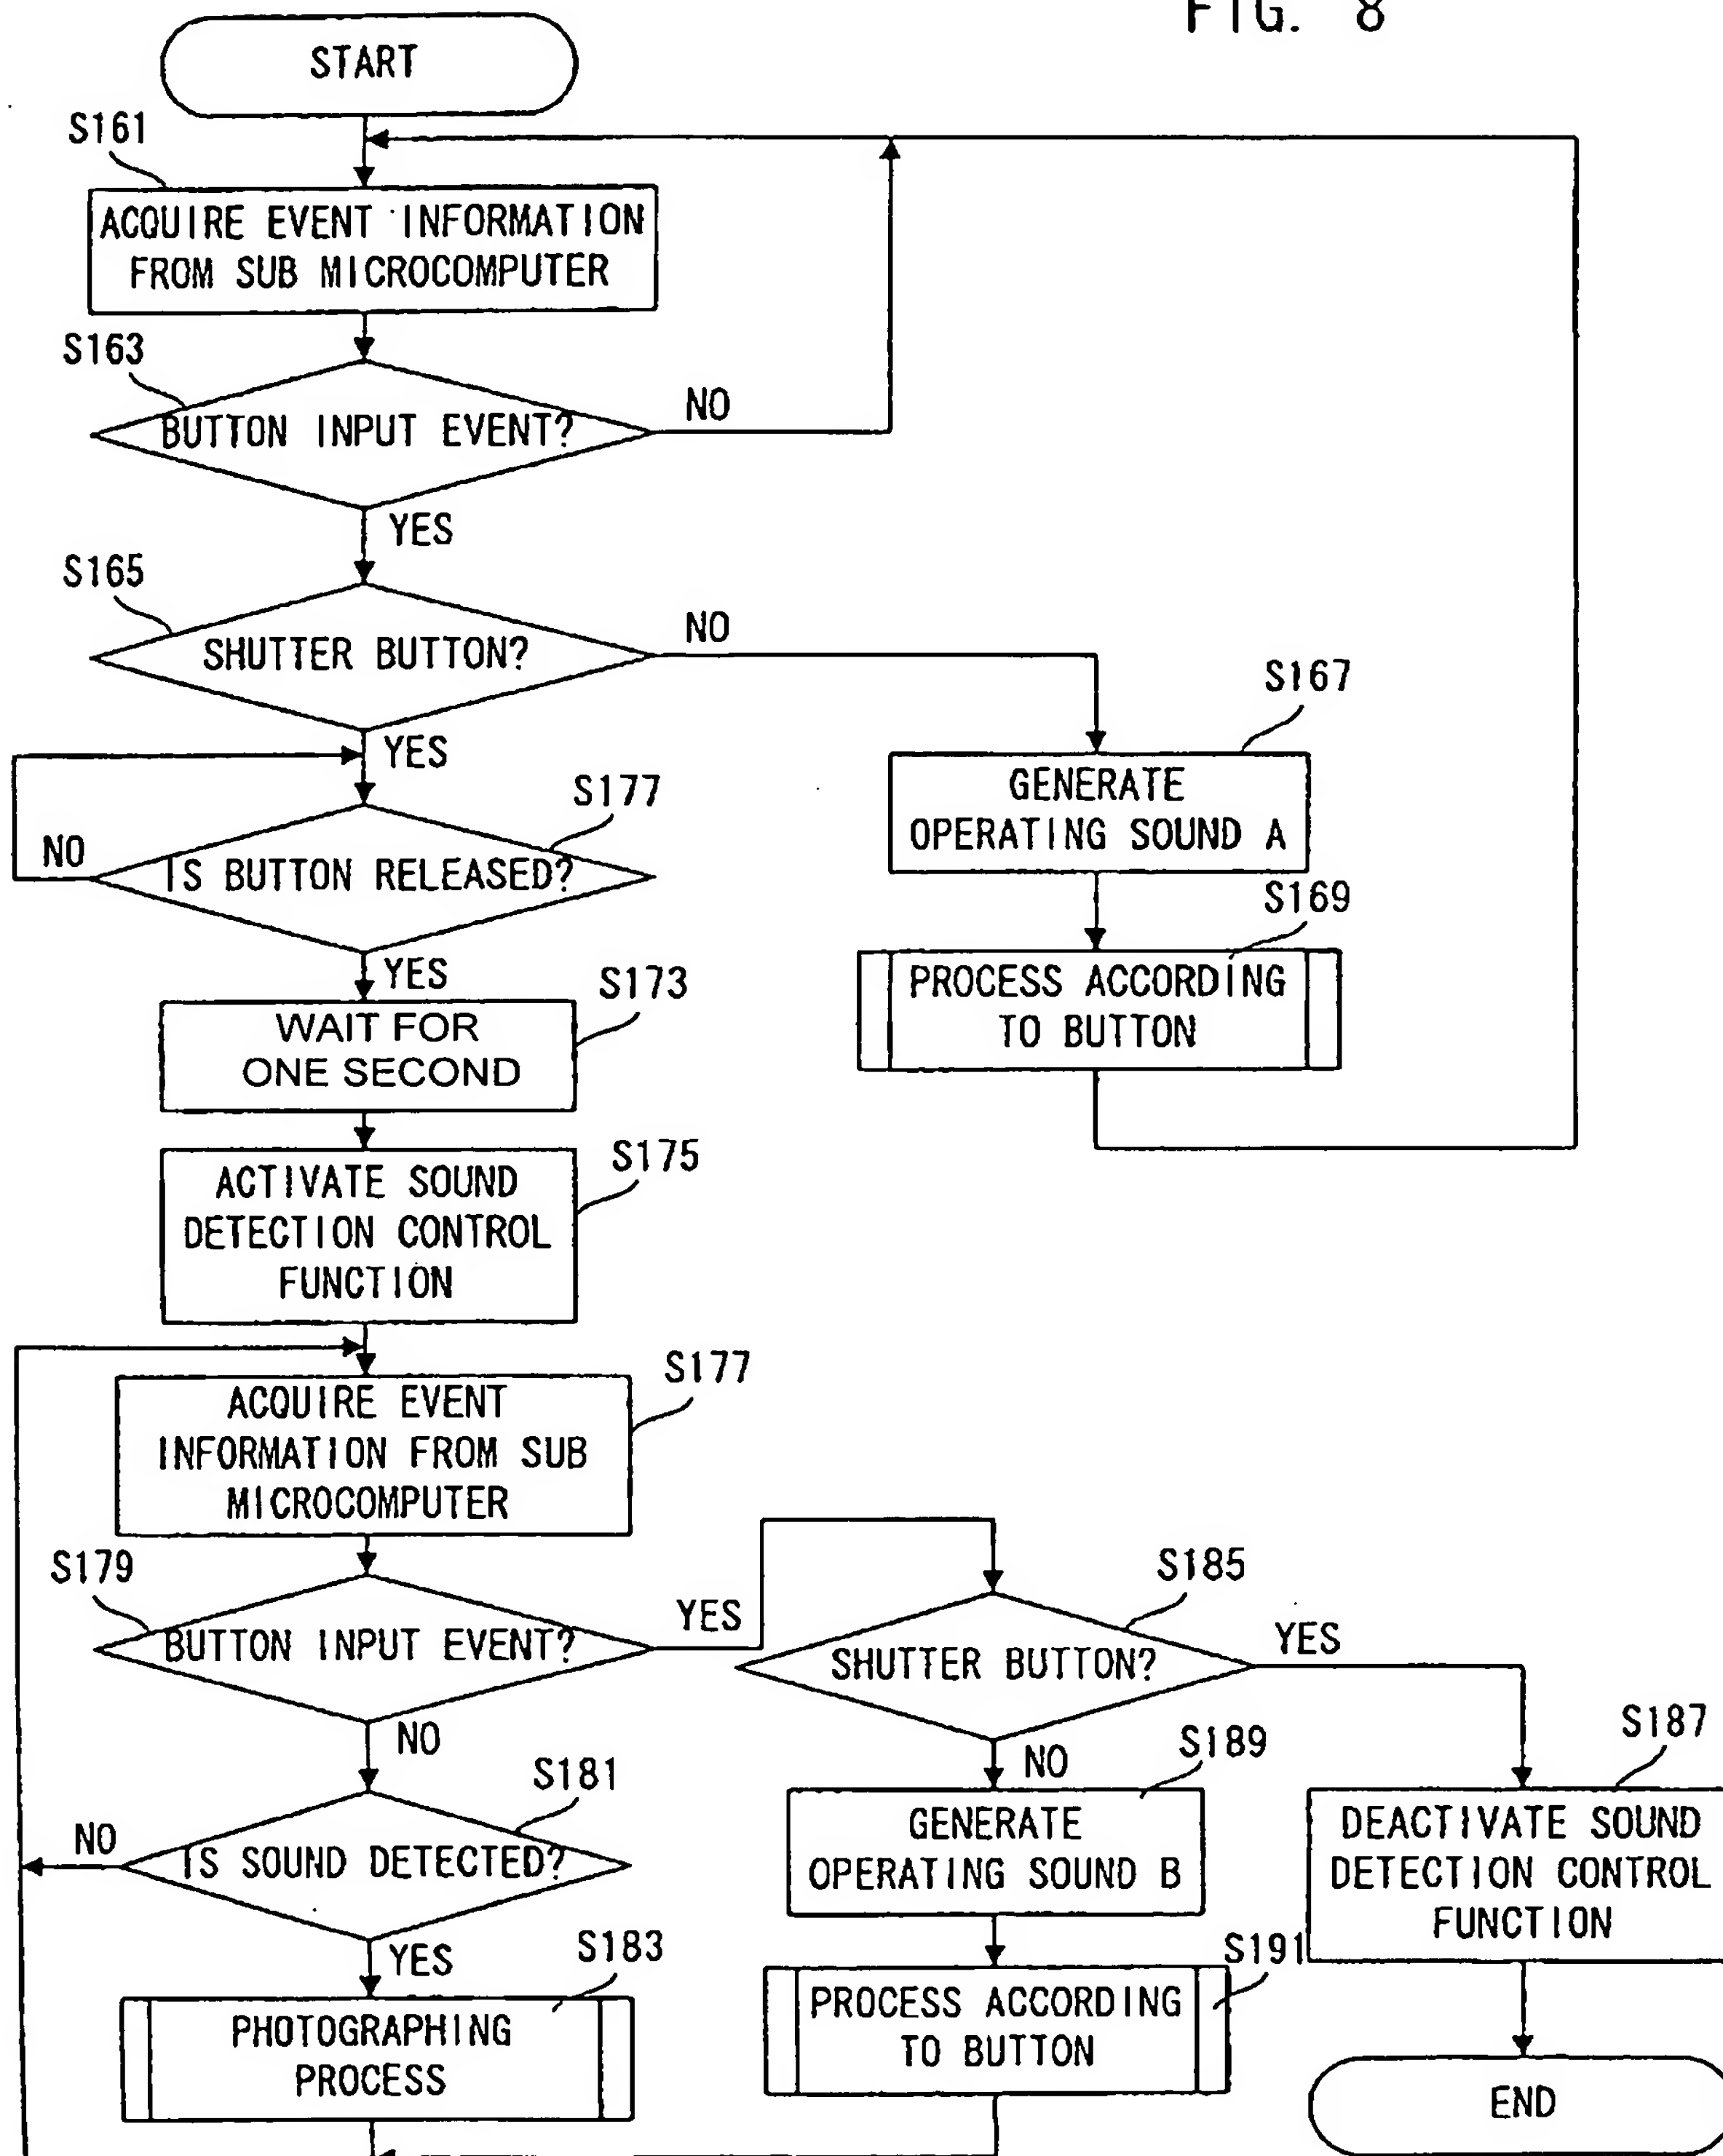 FIG. 8
START
S161
ACQUIRE EVENT INFORMATION
FROM SUB MICROCOMPUTER
S163
BUTTON INPUT EVENT?
NO
YES
S165
SHUTTER BUTTON?
NO
YES
S167
GENERATE
OPERATING SOUND A
S169
PROCESS ACCORDING
TO BUTTON
S177
IS BUTTON RELEASED?
NO
YES
S173
WAIT FOR
ONE SECOND
S175
ACTIVATE SOUND
DETECTION CONTROL
FUNCTION
S177
ACQUIRE EVENT
INFORMATION FROM SUB
MICROCOMPUTER
S179
BUTTON INPUT EVENT?
YES
NO
S185
SHUTTER BUTTON?
YES
NO
S181
IS SOUND DETECTED?
NO
YES
S183
PHOTOGRAPHING
PROCESS
S189
GENERATE
OPERATING SOUND B
S191
PROCESS ACCORDING
TO BUTTON
S187
DEACTIVATE SOUND
DETECTION CONTROL
FUNCTION
END